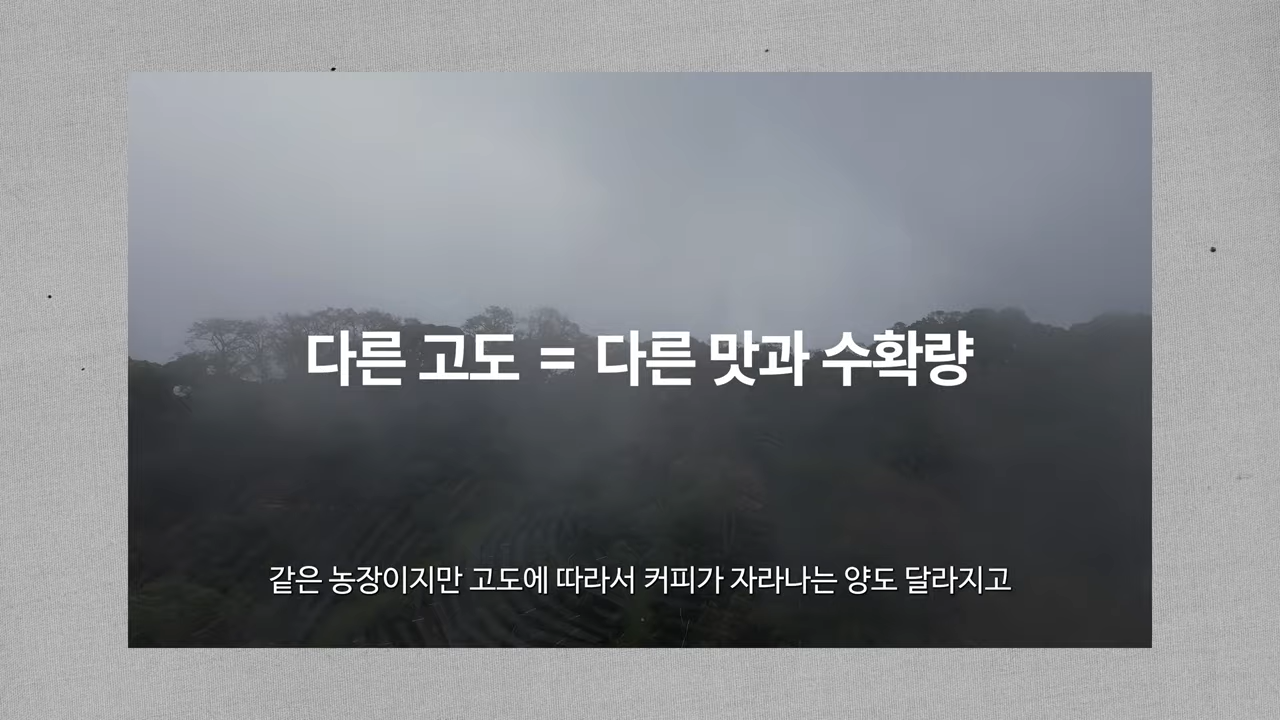 다른 고도 = 다른 맛과 수확량
같은 농장이지만 고도에 따라서 커피가 자라나는 양도 달라지고